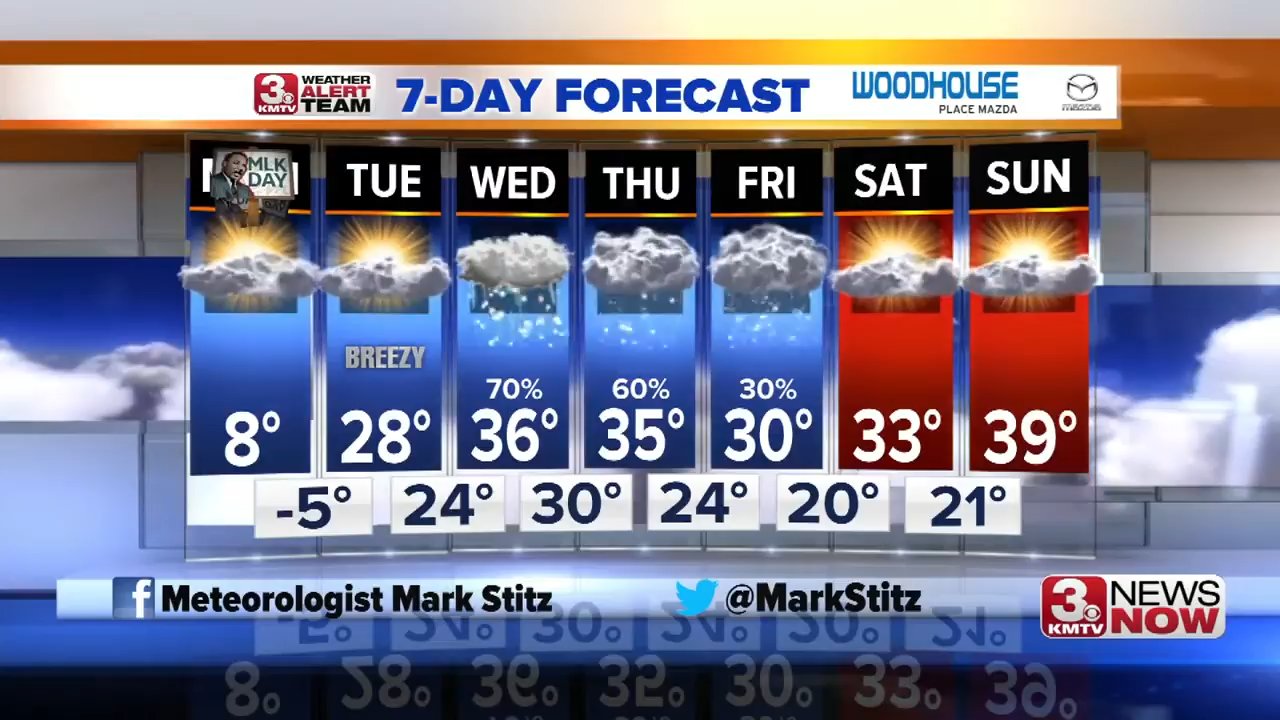 3 KMTV WEATHER ALERT TEAM
7-DAY FORECAST
WOODHOUSE
PLACE MAZDA
MLK DAY
TUE WED THU FRI SAT SUN
BREEZY
70% 60% 30%
8° 28° 36° 35° 30° 33° 39°
-5° 24° 30° 24° 20° 21°
f Meteorologist Mark Stitz
@MarkStitz
3 KMTV NEWS NOW